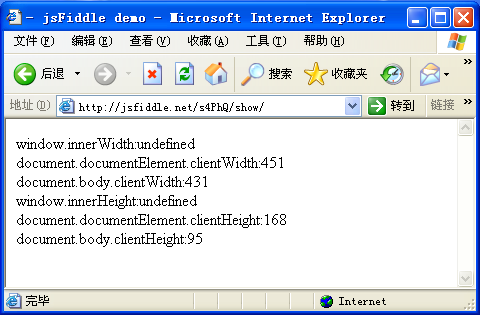 - jsFiddle demo - Microsoft Internet Explorer
文件(F) 编辑(E) 查看(V) 收藏(A) 工具(T) 帮助(H) »
后退 搜索 收藏夹 »
地址(D) http://jsfiddle.net/s4PhQ/show/ 转到 链接 »
window.innerWidth:undefined
document.documentElement.clientWidth:451
document.body.clientWidth:431
window.innerHeight:undefined
document.documentElement.clientHeight:168
document.body.clientHeight:95
完毕 Internet